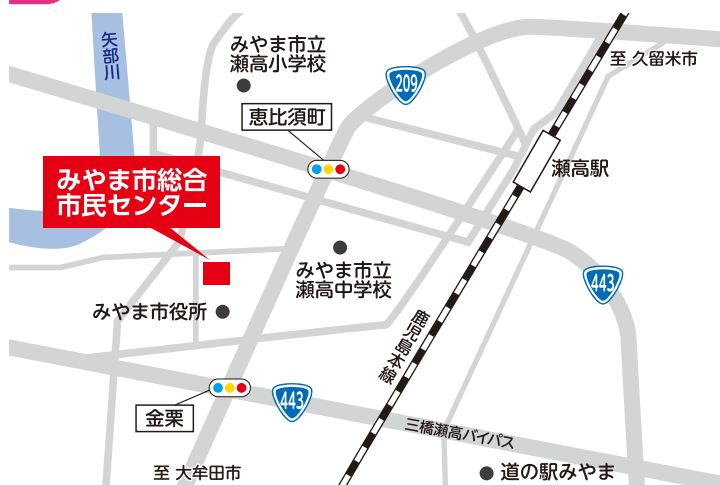 矢部川
みやま市立
瀬高小学校
209
至 久留米市
恵比須町
瀬高駅
みやま市総合
市民センター
みやま市立
瀬高中学校
443
みやま市役所
鹿児島本線
443
金栗
三橋瀬高バイパス
至 大牟田市
道の駅みやま